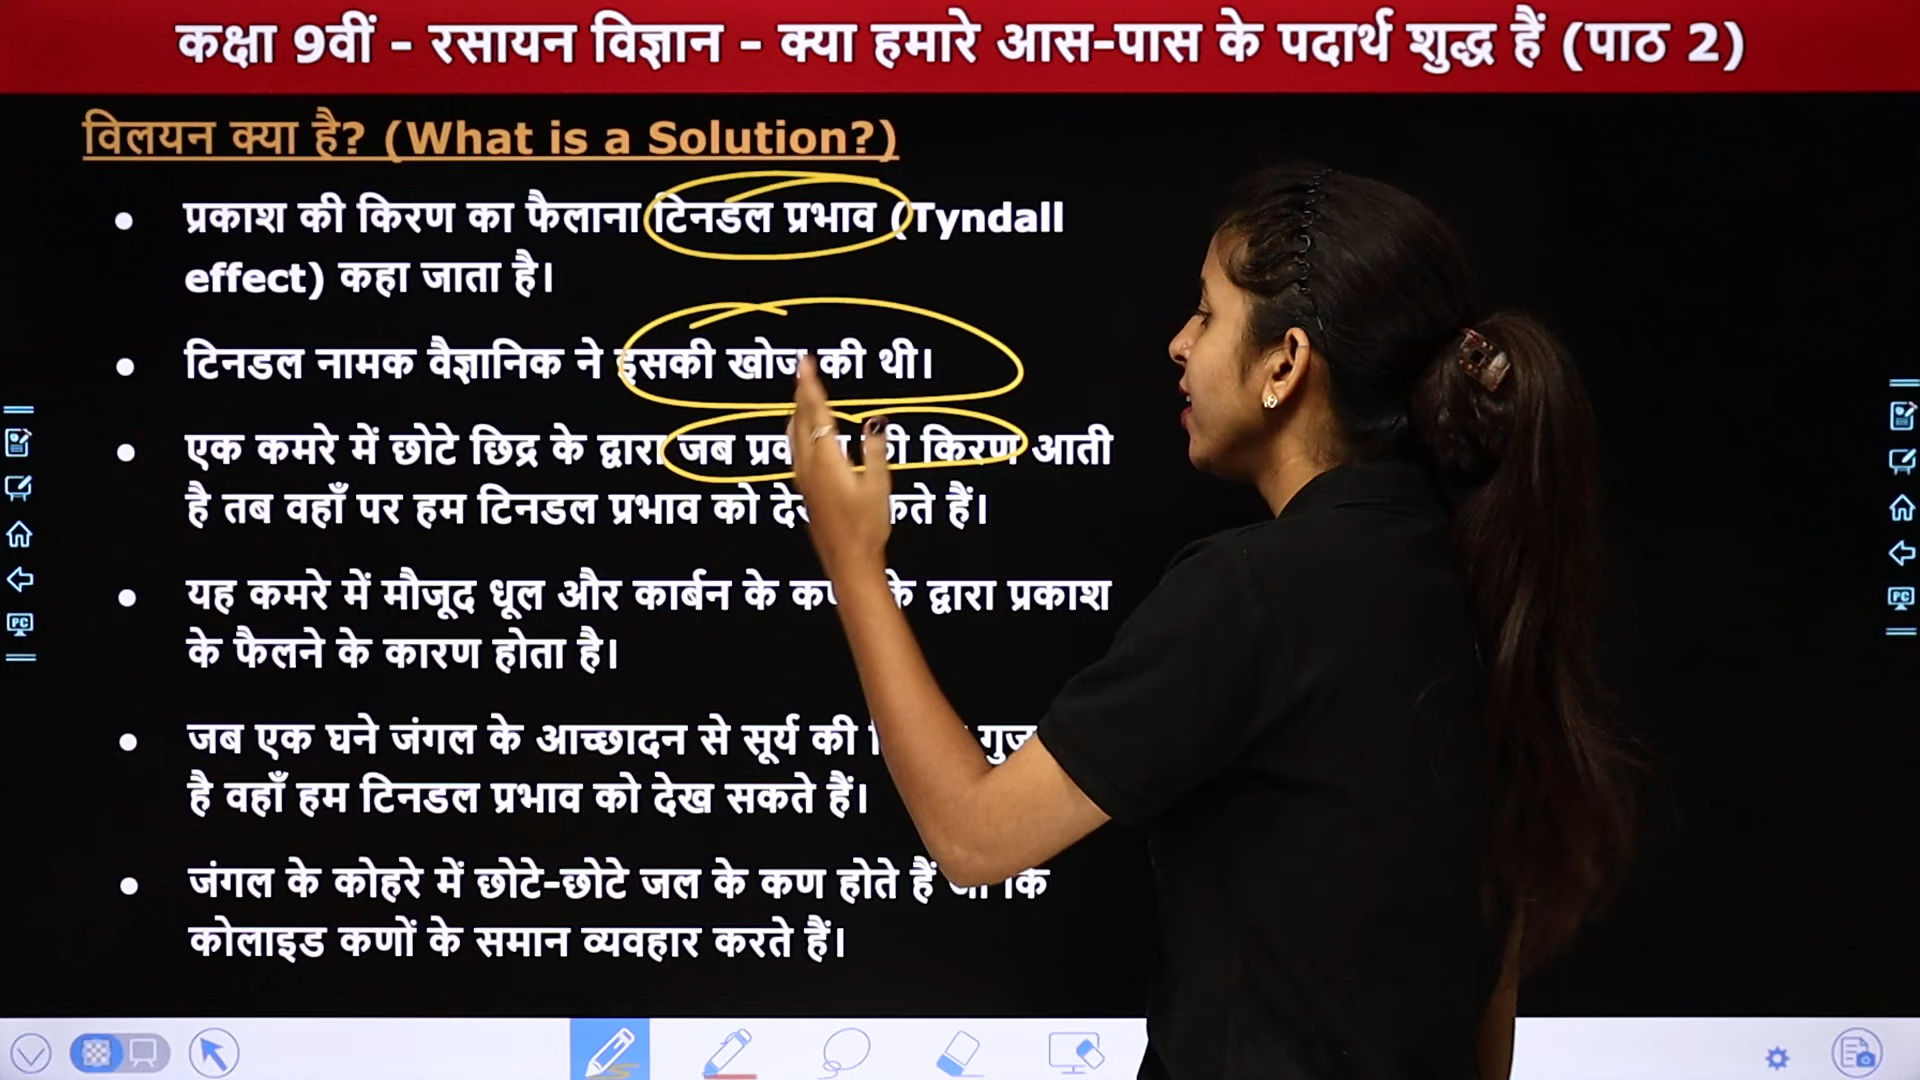 कक्षा 9वीं - रसायन विज्ञान - क्या हमारे आस-पास के पदार्थ शुद्ध हैं (पाठ 2)
विलयन क्या है? (What is a Solution?)
• प्रकाश की किरण का फैलाना टिनडल प्रभाव (Tyndall
effect) कहा जाता है।
• टिनडल नामक वैज्ञानिक ने इसकी खोज की थी।
• एक कमरे में छोटे छिद्र के द्वारा जब की किरण आती
है तब वहाँ पर हम टिनडल प्रभाव को हैं।
• यह कमरे में मौजूद धूल और कार्बन के के द्वारा प्रकाश
के फैलने के कारण होता है।
• जब एक घने जंगल के आच्छादन से सूर्य की
है वहाँ हम टिनडल प्रभाव को देख सकते हैं।
• जंगल के कोहरे में छोटे-छोटे जल के कण होते हैं कि
कोलाइड कणों के समान व्यवहार करते हैं।
PC
PC